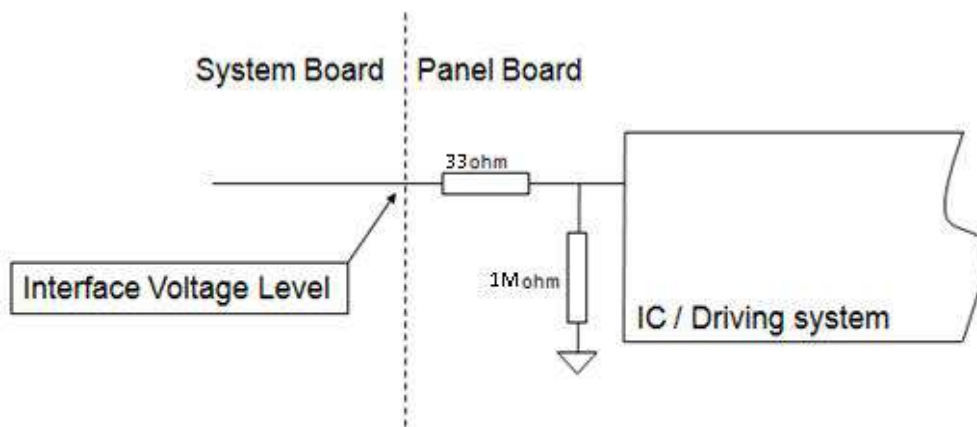 System Board
Panel Board
33ohm
Interface Voltage Level
1Mohm
IC / Driving system